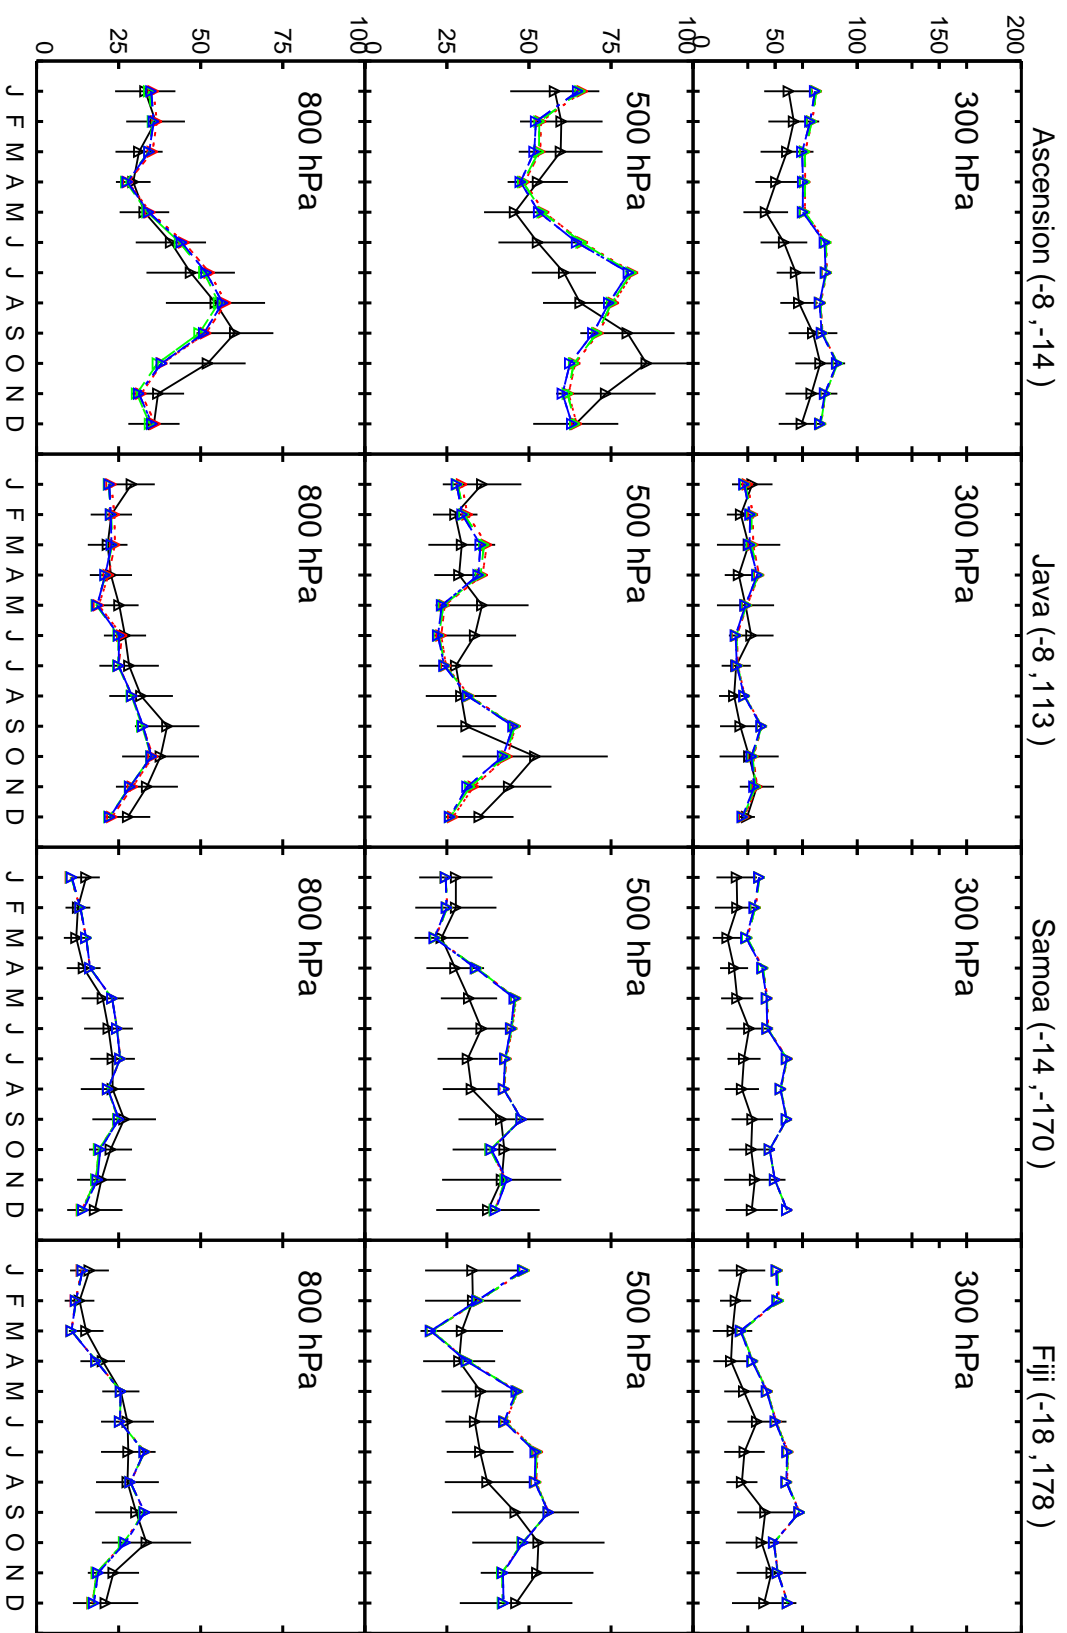 Ascension (-8 ,-14 )
Java (-8 ,113 )
Samoa (-14 ,-170 )
Fiji (-18 ,178 )
200
150
100
50
0
300 hPa
300 hPa
300 hPa
300 hPa
100
75
50
25
0
500 hPa
500 hPa
500 hPa
500 hPa
100
75
50
25
0
800 hPa
800 hPa
800 hPa
800 hPa
J F M A M J J A S O N D
J F M A M J J A S O N D
J F M A M J J A S O N D
J F M A M J J A S O N D